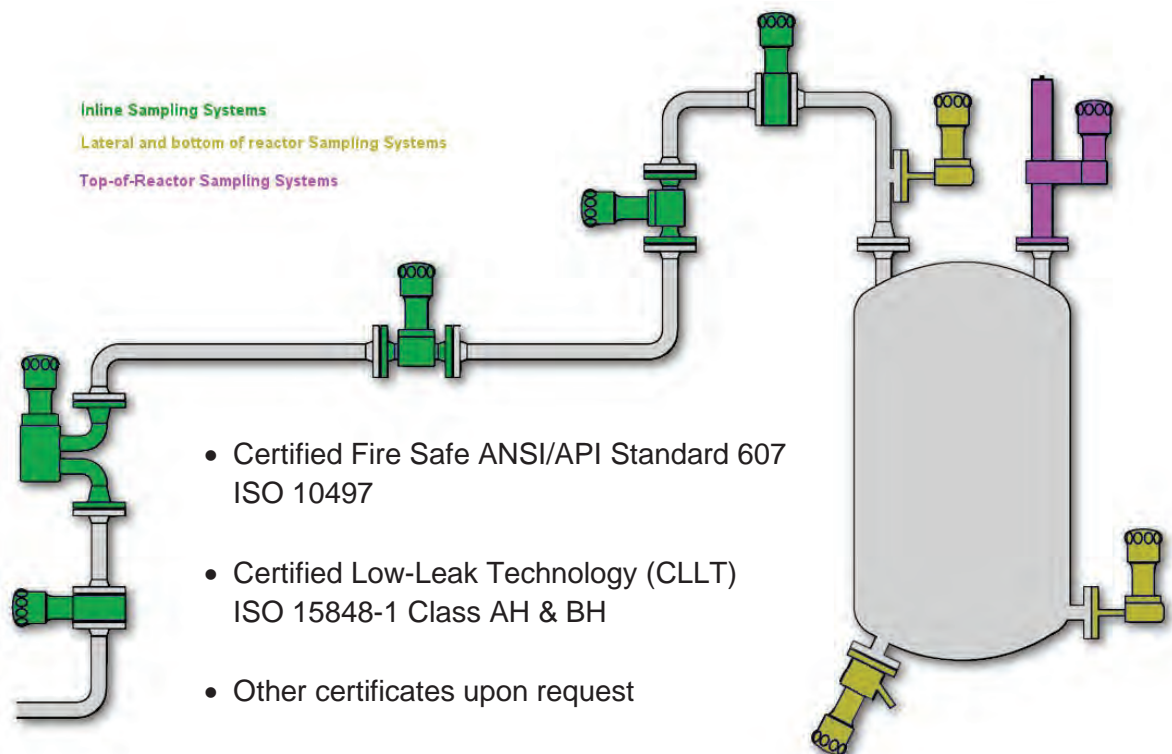 Inline Sampling Systems
Lateral and bottom of reactor Sampling Systems
Top-of-Reactor Sampling Systems
• Certified Fire Safe ANSI/API Standard 607
ISO 10497
• Certified Low-Leak Technology (CLLT)
ISO 15848-1 Class AH & BH
• Other certificates upon request